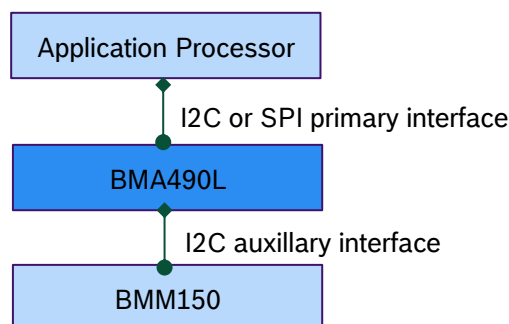 Application Processor
I2C or SPI primary interface
BMA490L
I2C auxillary interface
BMM150